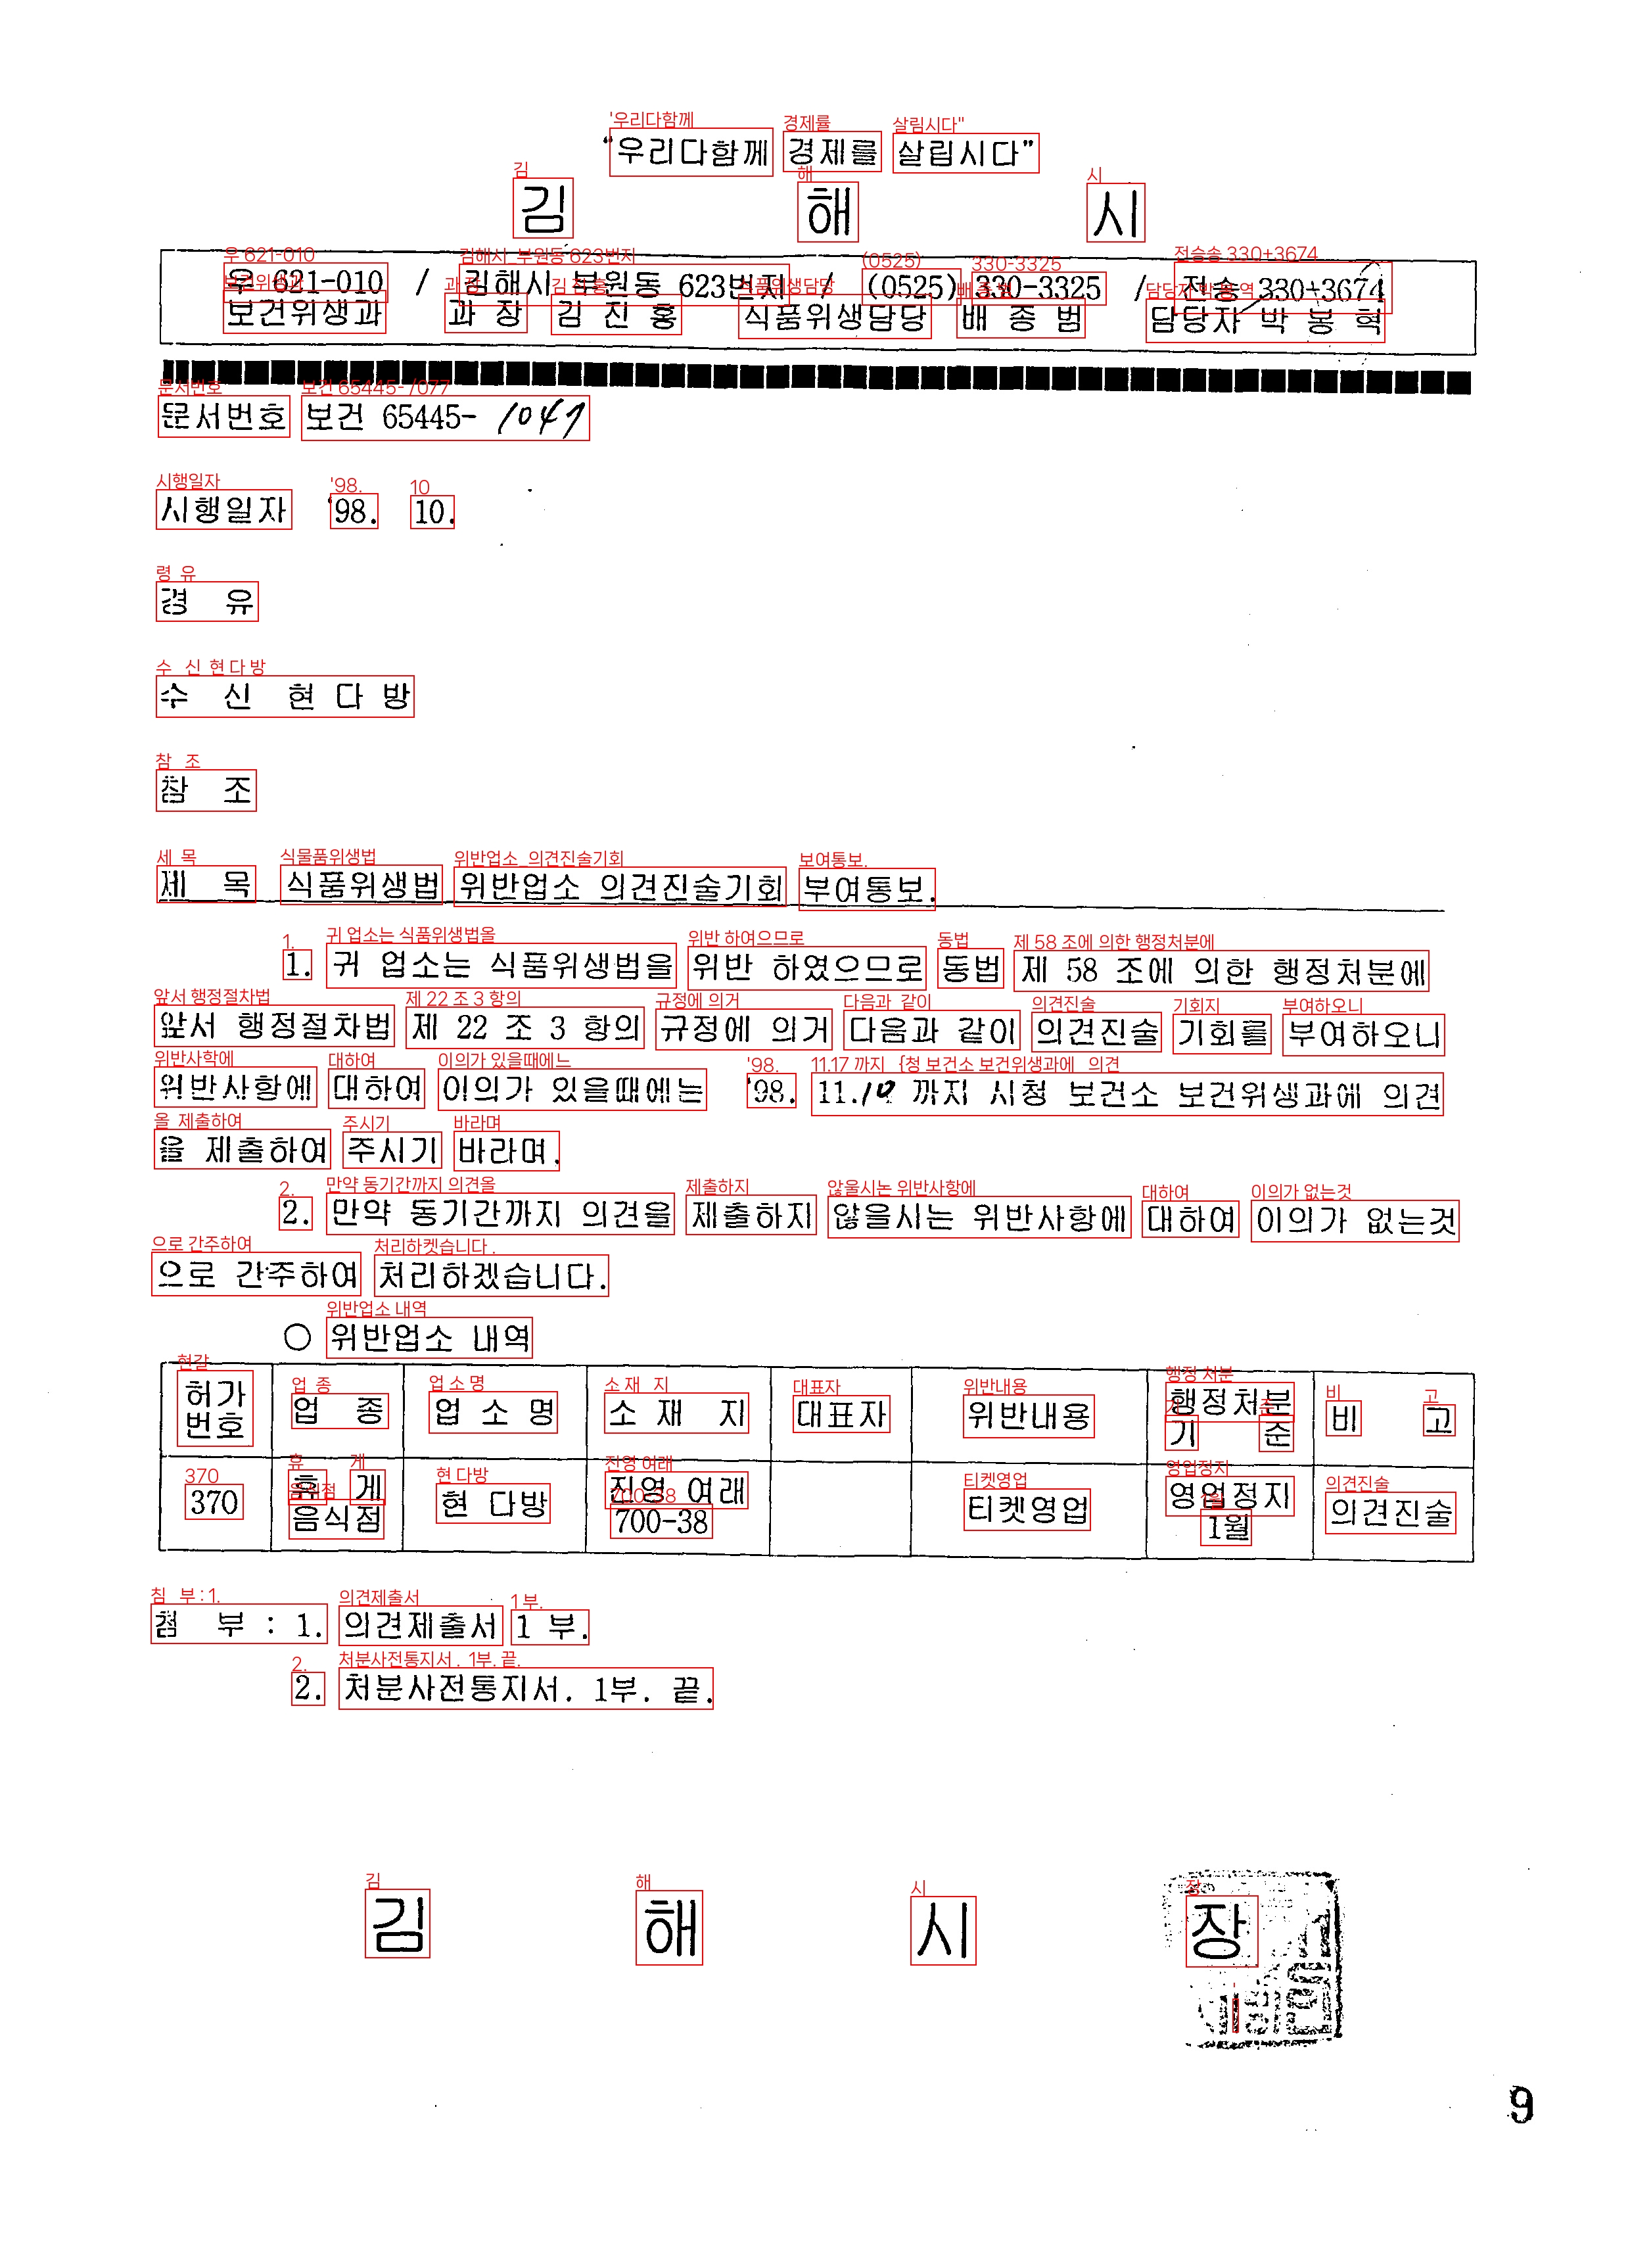 “우리다함께 경제를 살립시다”
김 해 시
우 621-010 / 김해시 부원동 623번지 / (0525) 330-3325 / 전송 330-3674
보건위생과 과 장 김 진 홍 식품위생담당 배 종 범 담당자 박 봉 혁
문서번호 보건 65445- 1047
시행일자 '98. 10.
경 유
수 신 현 다 방
참 조
제 목 식품위생법 위반업소 의견진술기회 부여통보.
1. 귀 업소는 식품위생법을 위반 하였으므로 동법 제 58 조에 의한 행정처분에
앞서 행정절차법 제 22 조 3 항의 규정에 의거 다음과 같이 의견진술 기회를 부여하오니
위반사항에 대하여 이의가 있을때에는 '98. 11. 까지 시청 보건소 보건위생과에 의견
을 제출하여 주시기 바라며.
2. 만약 동기간까지 의견을 제출하지 않을시는 위반사항에 대하여 이의가 없는것
으로 간주하여 처리하겠습니다.
○ 위반업소 내역
허가번호 업 종 업 소 명 소 재 지 대표자 위반내용 행정처분기 준 비 고
370 휴 게 음식점 현 다방 진영 여래 700-38 티켓영업 영업정지 1월 의견진술
첨 부 : 1. 의견제출서 1 부.
2. 처분사전통지서. 1부. 끝.
김 해 시 장
9